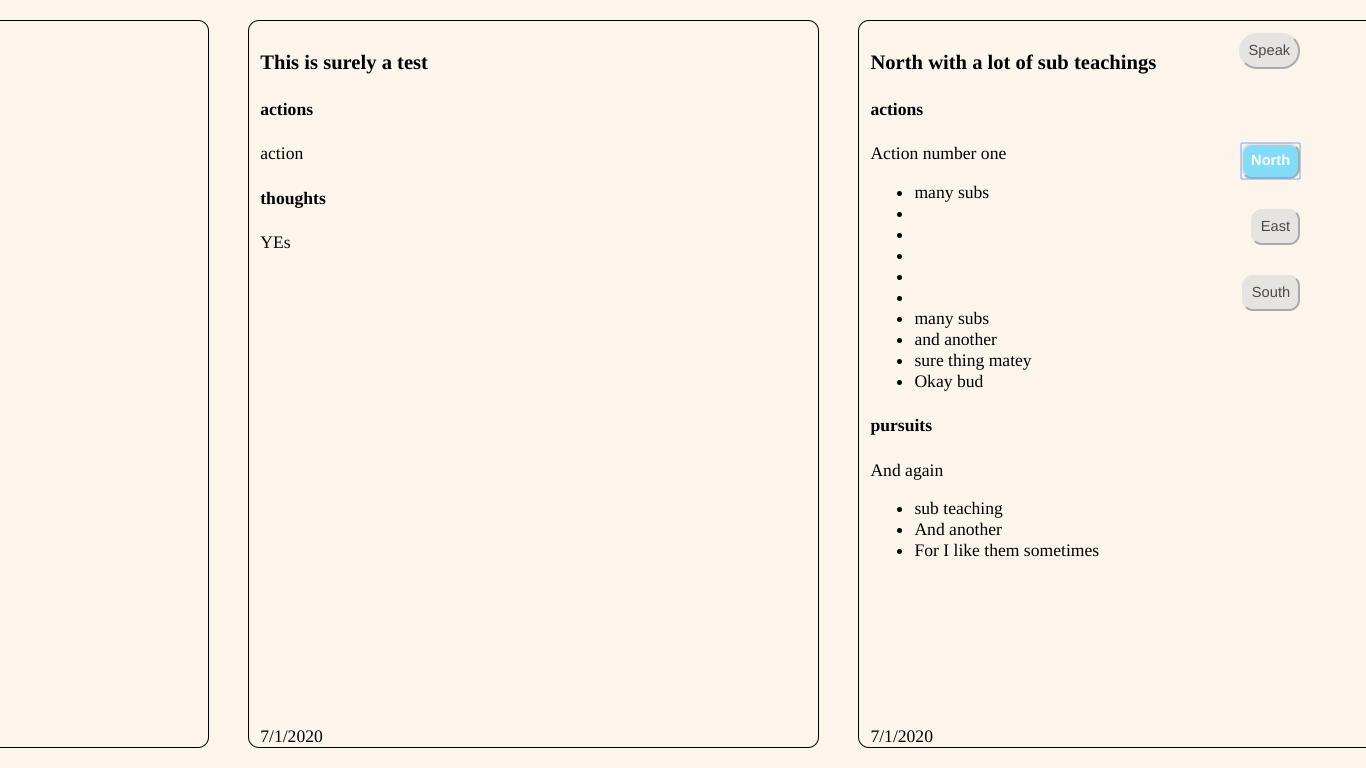 This is surely a test
actions
action
thoughts
YEs
7/1/2020
North with a lot of sub teachings
actions
Action number one
many subs
many subs
and another
sure thing matey
Okay bud
pursuits
And again
sub teaching
And another
For I like them sometimes
7/1/2020
Speak
North
East
South